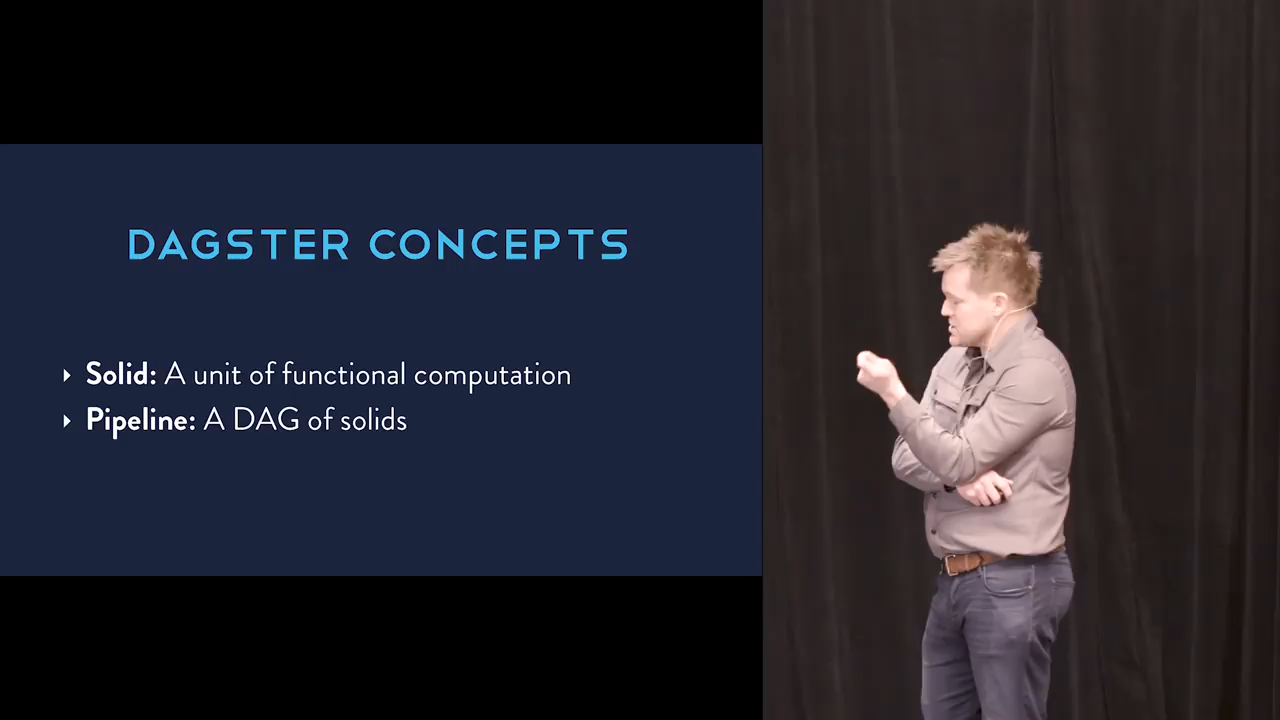 DAGSTER CONCEPTS
Solid: A unit of functional computation
Pipeline: A DAG of solids